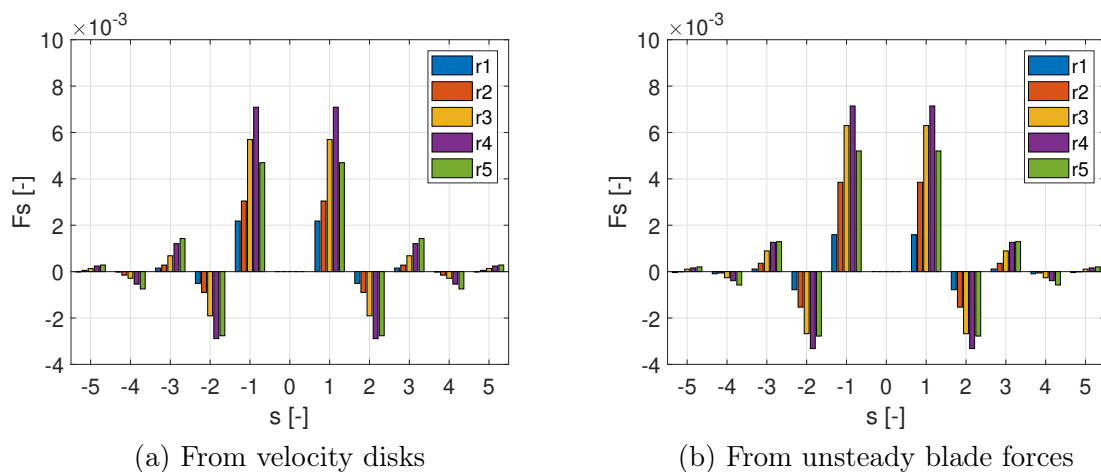 ×10⁻³
10
8
6
4
2
0
-2
-4
Fs [-]
r1
r2
r3
r4
r5
-5 -4 -3 -2 -1 0 1 2 3 4 5
s [-]
(a) From velocity disks
×10⁻³
10
8
6
4
2
0
-2
-4
Fs [-]
r1
r2
r3
r4
r5
-5 -4 -3 -2 -1 0 1 2 3 4 5
s [-]
(b) From unsteady blade forces